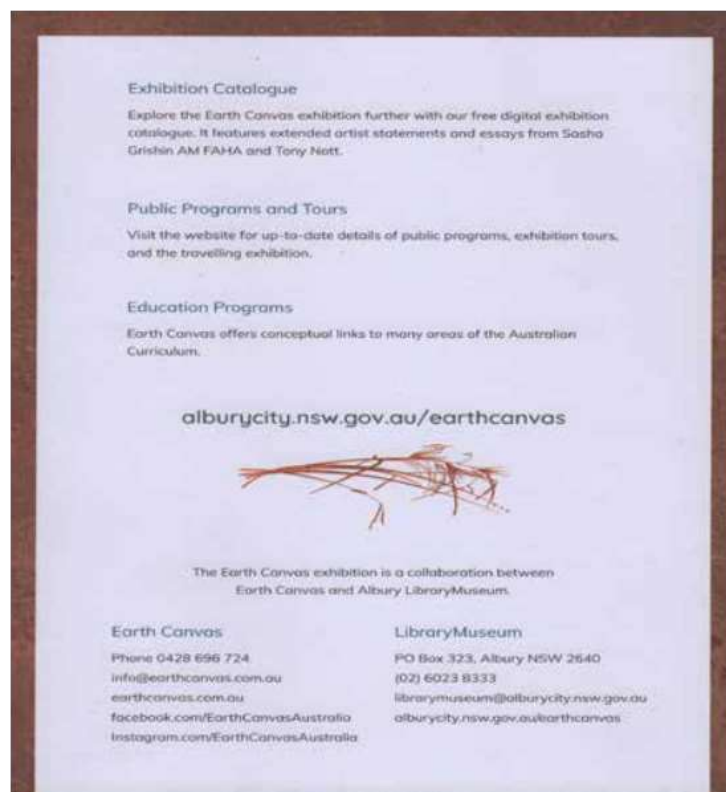 Exhibition Catalogue
Explore the Earth Canvas exhibition further with our free digital exhibition
catalogue. It features extended artist statements and essays from Sasha
Grishin AM FAHA and Tony Nott.
Public Programs and Tours
Visit the website for up-to-date details of public programs, exhibition tours,
and the travelling exhibition.
Education Programs
Earth Canvas offers conceptual links to many areas of the Australian
Curriculum.
alburycity.nsw.gov.au/earthcanvas
The Earth Canvas exhibition is a collaboration between
Earth Canvas and Albury LibraryMuseum.
Earth Canvas
Phone 0428 696 724
info@earthcanvas.com.au
earthcanvas.com.au
facebook.com/EarthCanvasAustralia
Instagram.com/EarthCanvasAustralia
LibraryMuseum
PO Box 323, Albury NSW 2640
(02) 6023 8333
librarymuseum@alburycity.nsw.gov.au
alburycity.nsw.gov.au/earthcanvas